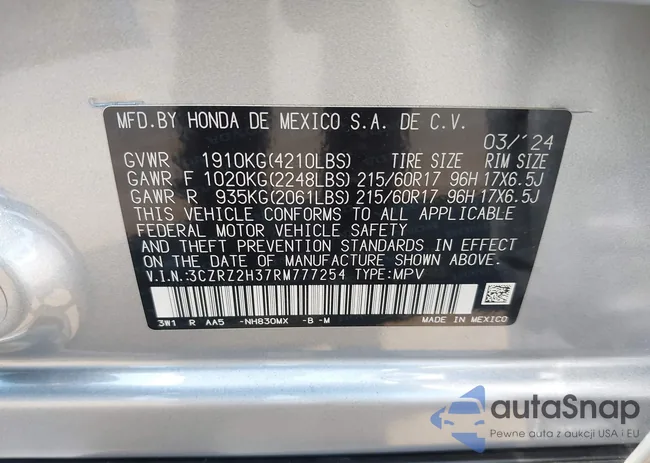 MFD.BY HONDA DE MEXICO S.A. DE C.V.
03/'24
GVWR 1910KG(4210LBS) TIRE SIZE RIM SIZE
GAWR F 1020KG(2248LBS) 215/60R17 96H 17X6.5J
GAWR R 935KG(2061LBS) 215/60R17 96H 17X6.5J
THIS VEHICLE CONFORMS TO ALL APPLICABLE
FEDERAL MOTOR VEHICLE SAFETY
AND THEFT PREVENTION STANDARDS IN EFFECT
ON THE DATE OF MANUFACTURE SHOWN ABOVE.
V.I.N:3CZRZ2H37RM777254 TYPE:MPV
3W1 R AA5 -NH830MX -B -M MADE IN MEXICO
autaSnap
Pewne auta z aukcji USA i EU